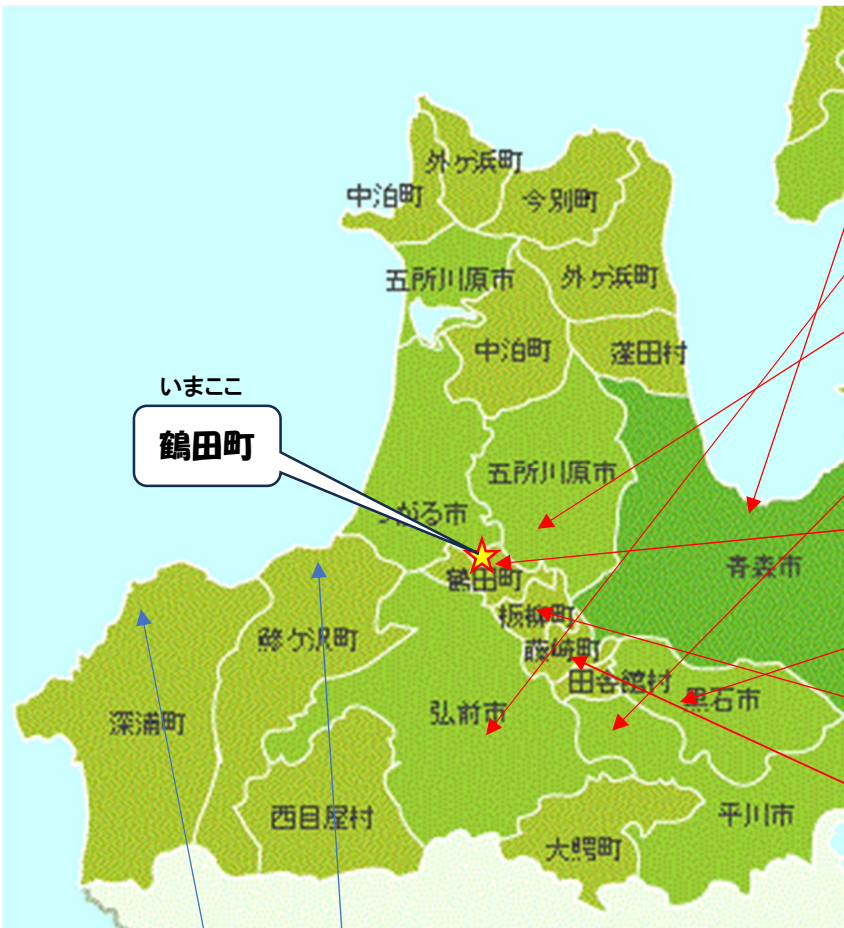 外ヶ浜町
中泊町
今別町
五所川原市
外ヶ浜町
中泊町
蓬田村
いまここ
鶴田町
五所川原市
つがる市
青森市
鶴田町
板柳町
鰺ヶ沢町
藤崎町
田舎館村
黒石市
弘前市
深浦町
西目屋村
平川市
大鰐町